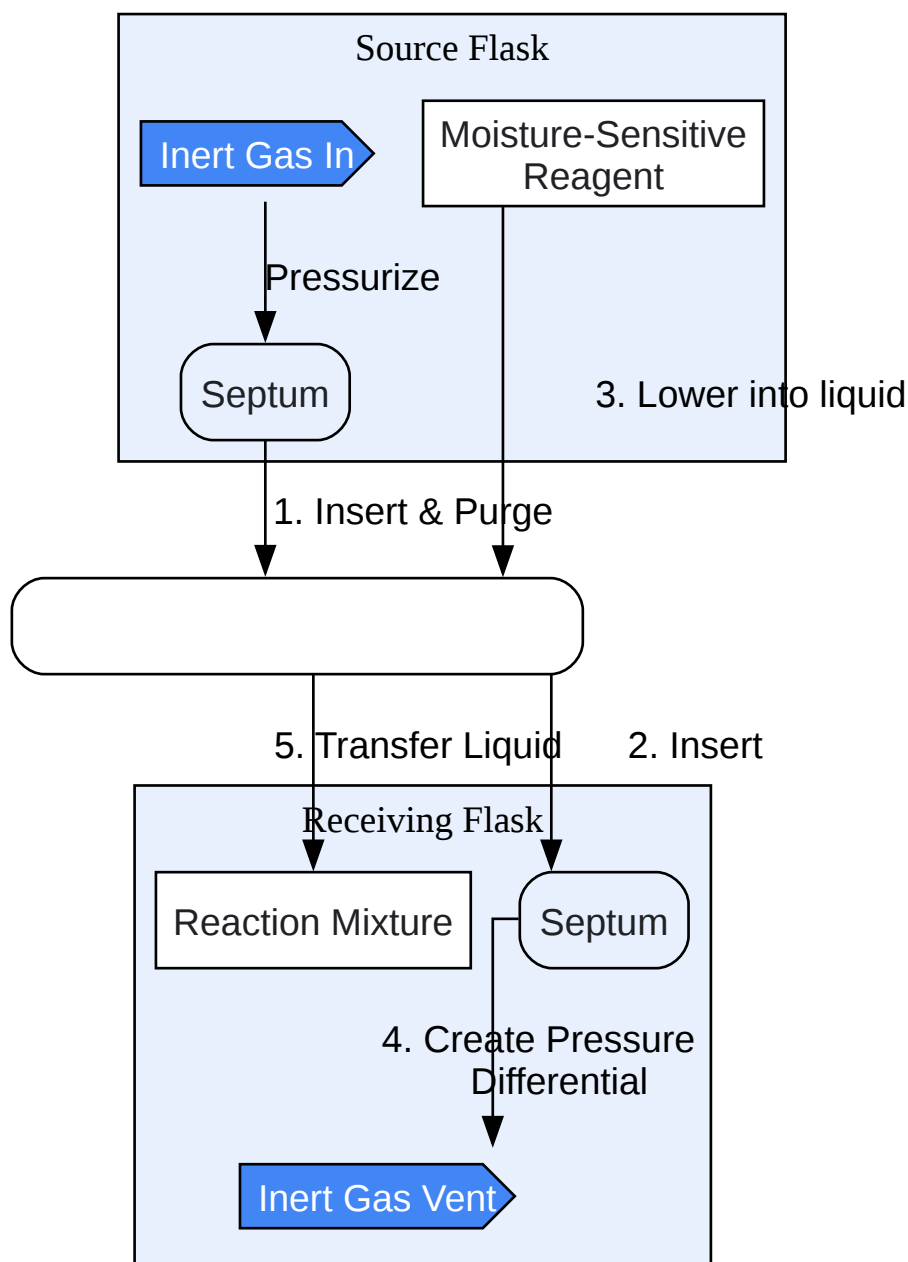 Source Flask
Inert Gas In
Moisture-Sensitive
Reagent
Pressurize
Septum
3. Lower into liquid
1. Insert & Purge
5. Transfer Liquid
2. Insert
Receiving Flask
Reaction Mixture
Septum
4. Create Pressure
Differential
Inert Gas Vent